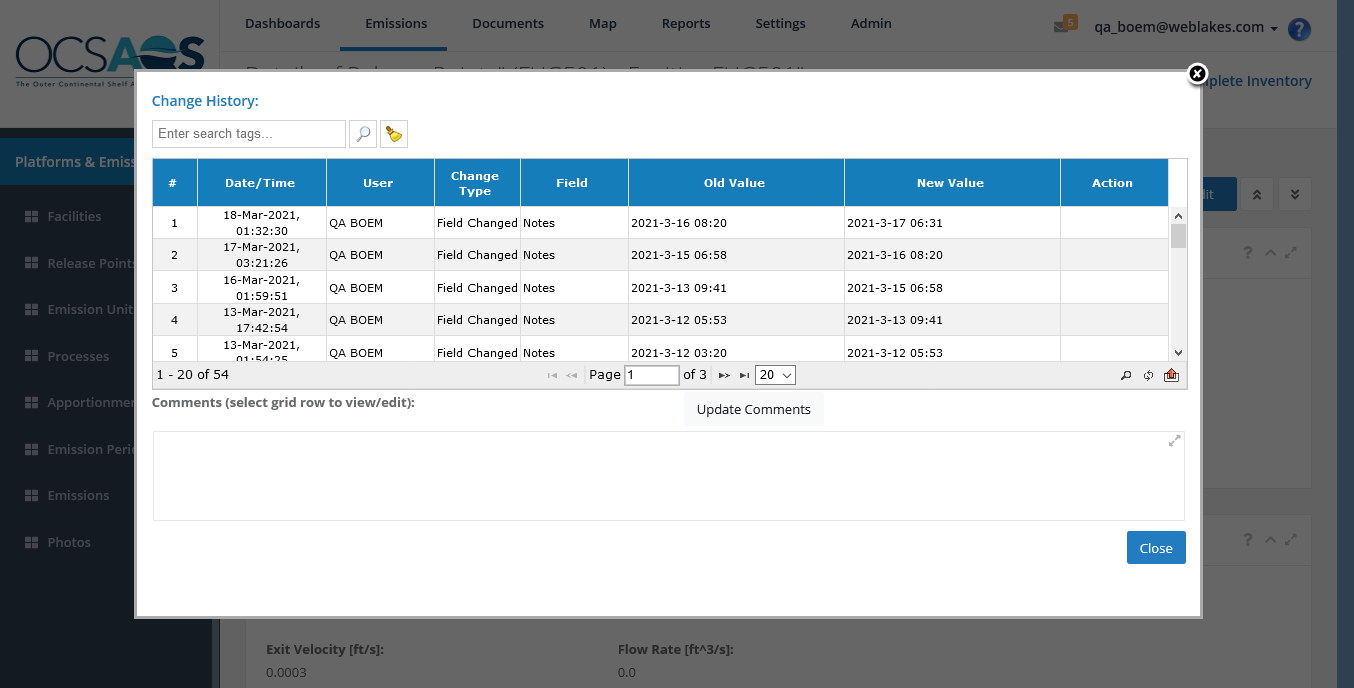 Dashboards
Emissions
Documents
Map
Reports
Settings
Admin
5
qa_boem@weblakes.com
?
OCSAQS
The Outer Continental Shelf A
Change History:
Enter search tags...
# Date/Time User Change Type Field Old Value New Value Action
1 18-Mar-2021, 01:32:30 QA BOEM Field Changed Notes 2021-3-16 08:20 2021-3-17 06:31
2 17-Mar-2021, 03:21:26 QA BOEM Field Changed Notes 2021-3-15 06:58 2021-3-16 08:20
3 16-Mar-2021, 01:59:51 QA BOEM Field Changed Notes 2021-3-13 09:41 2021-3-15 06:58
4 13-Mar-2021, 17:42:54 QA BOEM Field Changed Notes 2021-3-12 05:53 2021-3-13 09:41
5 13-Mar-2021, 01:54:25 QA BOEM Field Changed Notes 2021-3-12 03:20 2021-3-12 05:53
1 - 20 of 54
Page 1 of 3
20
Comments (select grid row to view/edit):
Update Comments
Close
plete Inventory
Platforms & Emiss
Facilities
Release Points
Emission Unit
Processes
Apportionmen
Emission Perio
Emissions
Photos
it
?
?
Exit Velocity [ft/s]:
0.0003
Flow Rate [ft^3/s]:
0.0